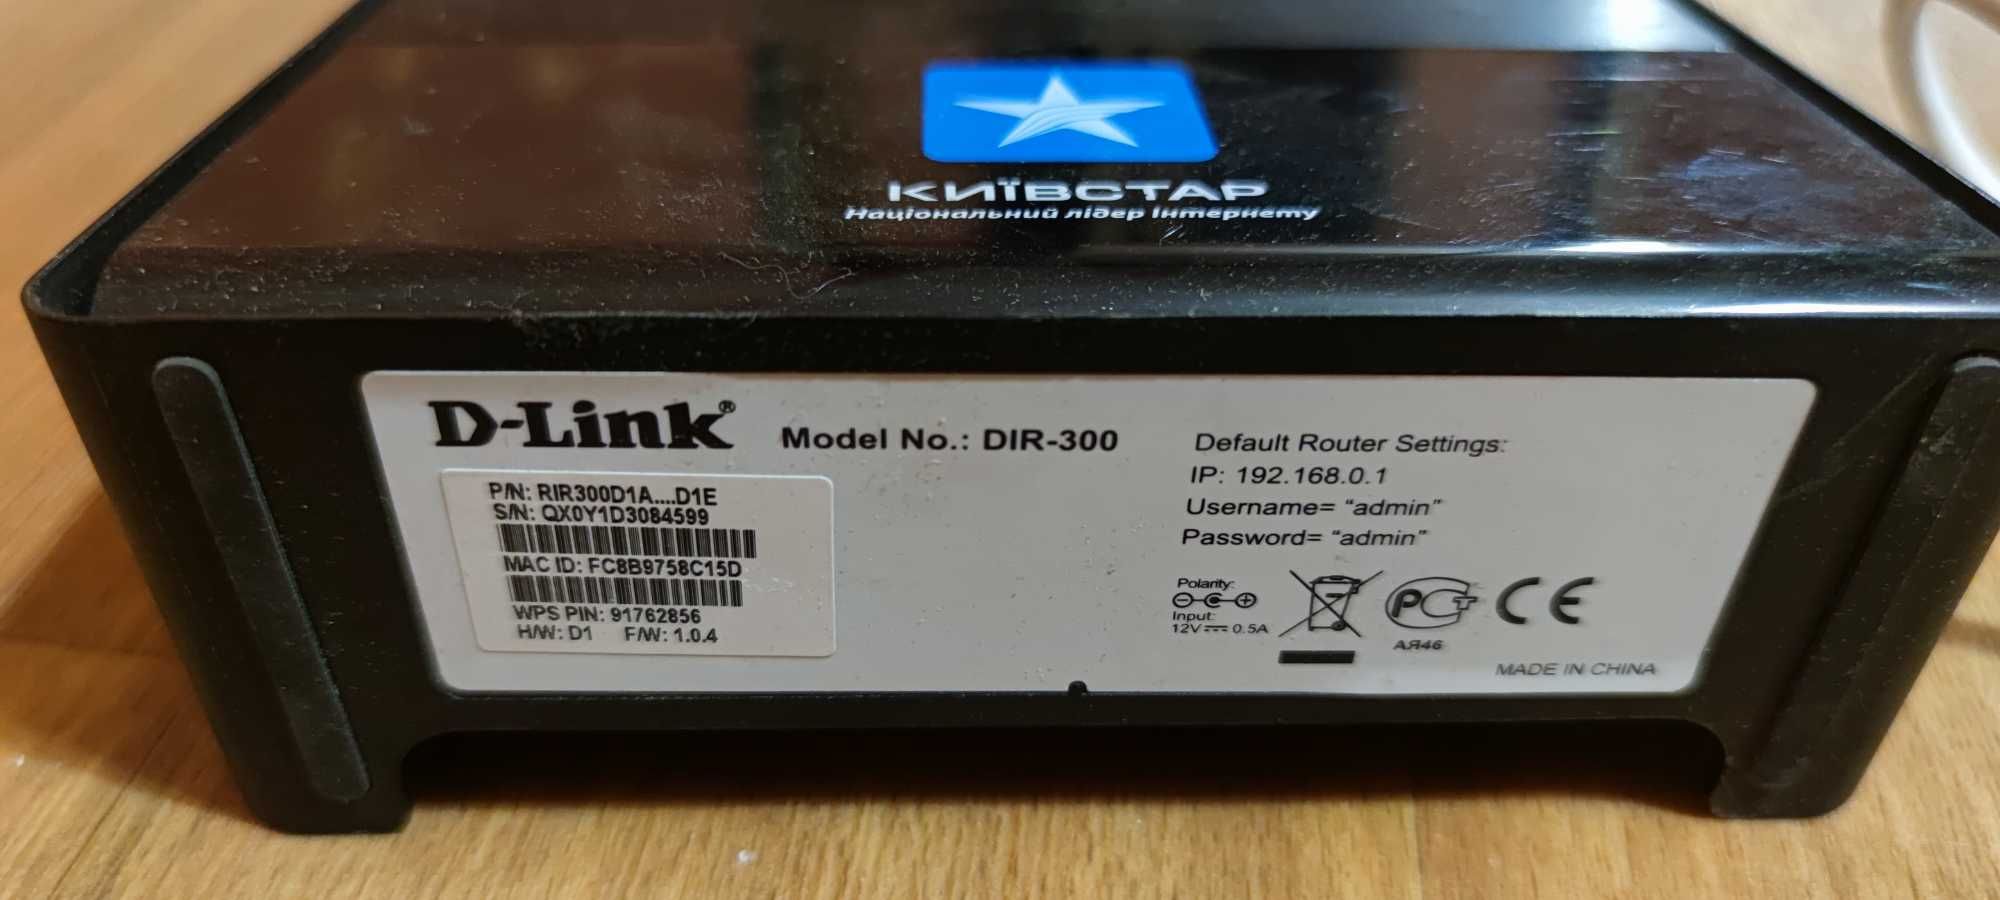 КИЇВСТАР
Національний лідер Інтернету
D-Link®
Model No.: DIR-300
P/N: RIR300D1A....D1E
S/N: QX0Y1D3084599
MAC ID: FC8B9758C15D
WPS PIN: 91762856
H/W: D1 F/W: 1.0.4
Default Router Settings:
IP: 192.168.0.1
Username= “admin”
Password= “admin”
Polarity:
Input:
12V 0.5A
РСТ
АЯ46
CE
MADE IN CHINA